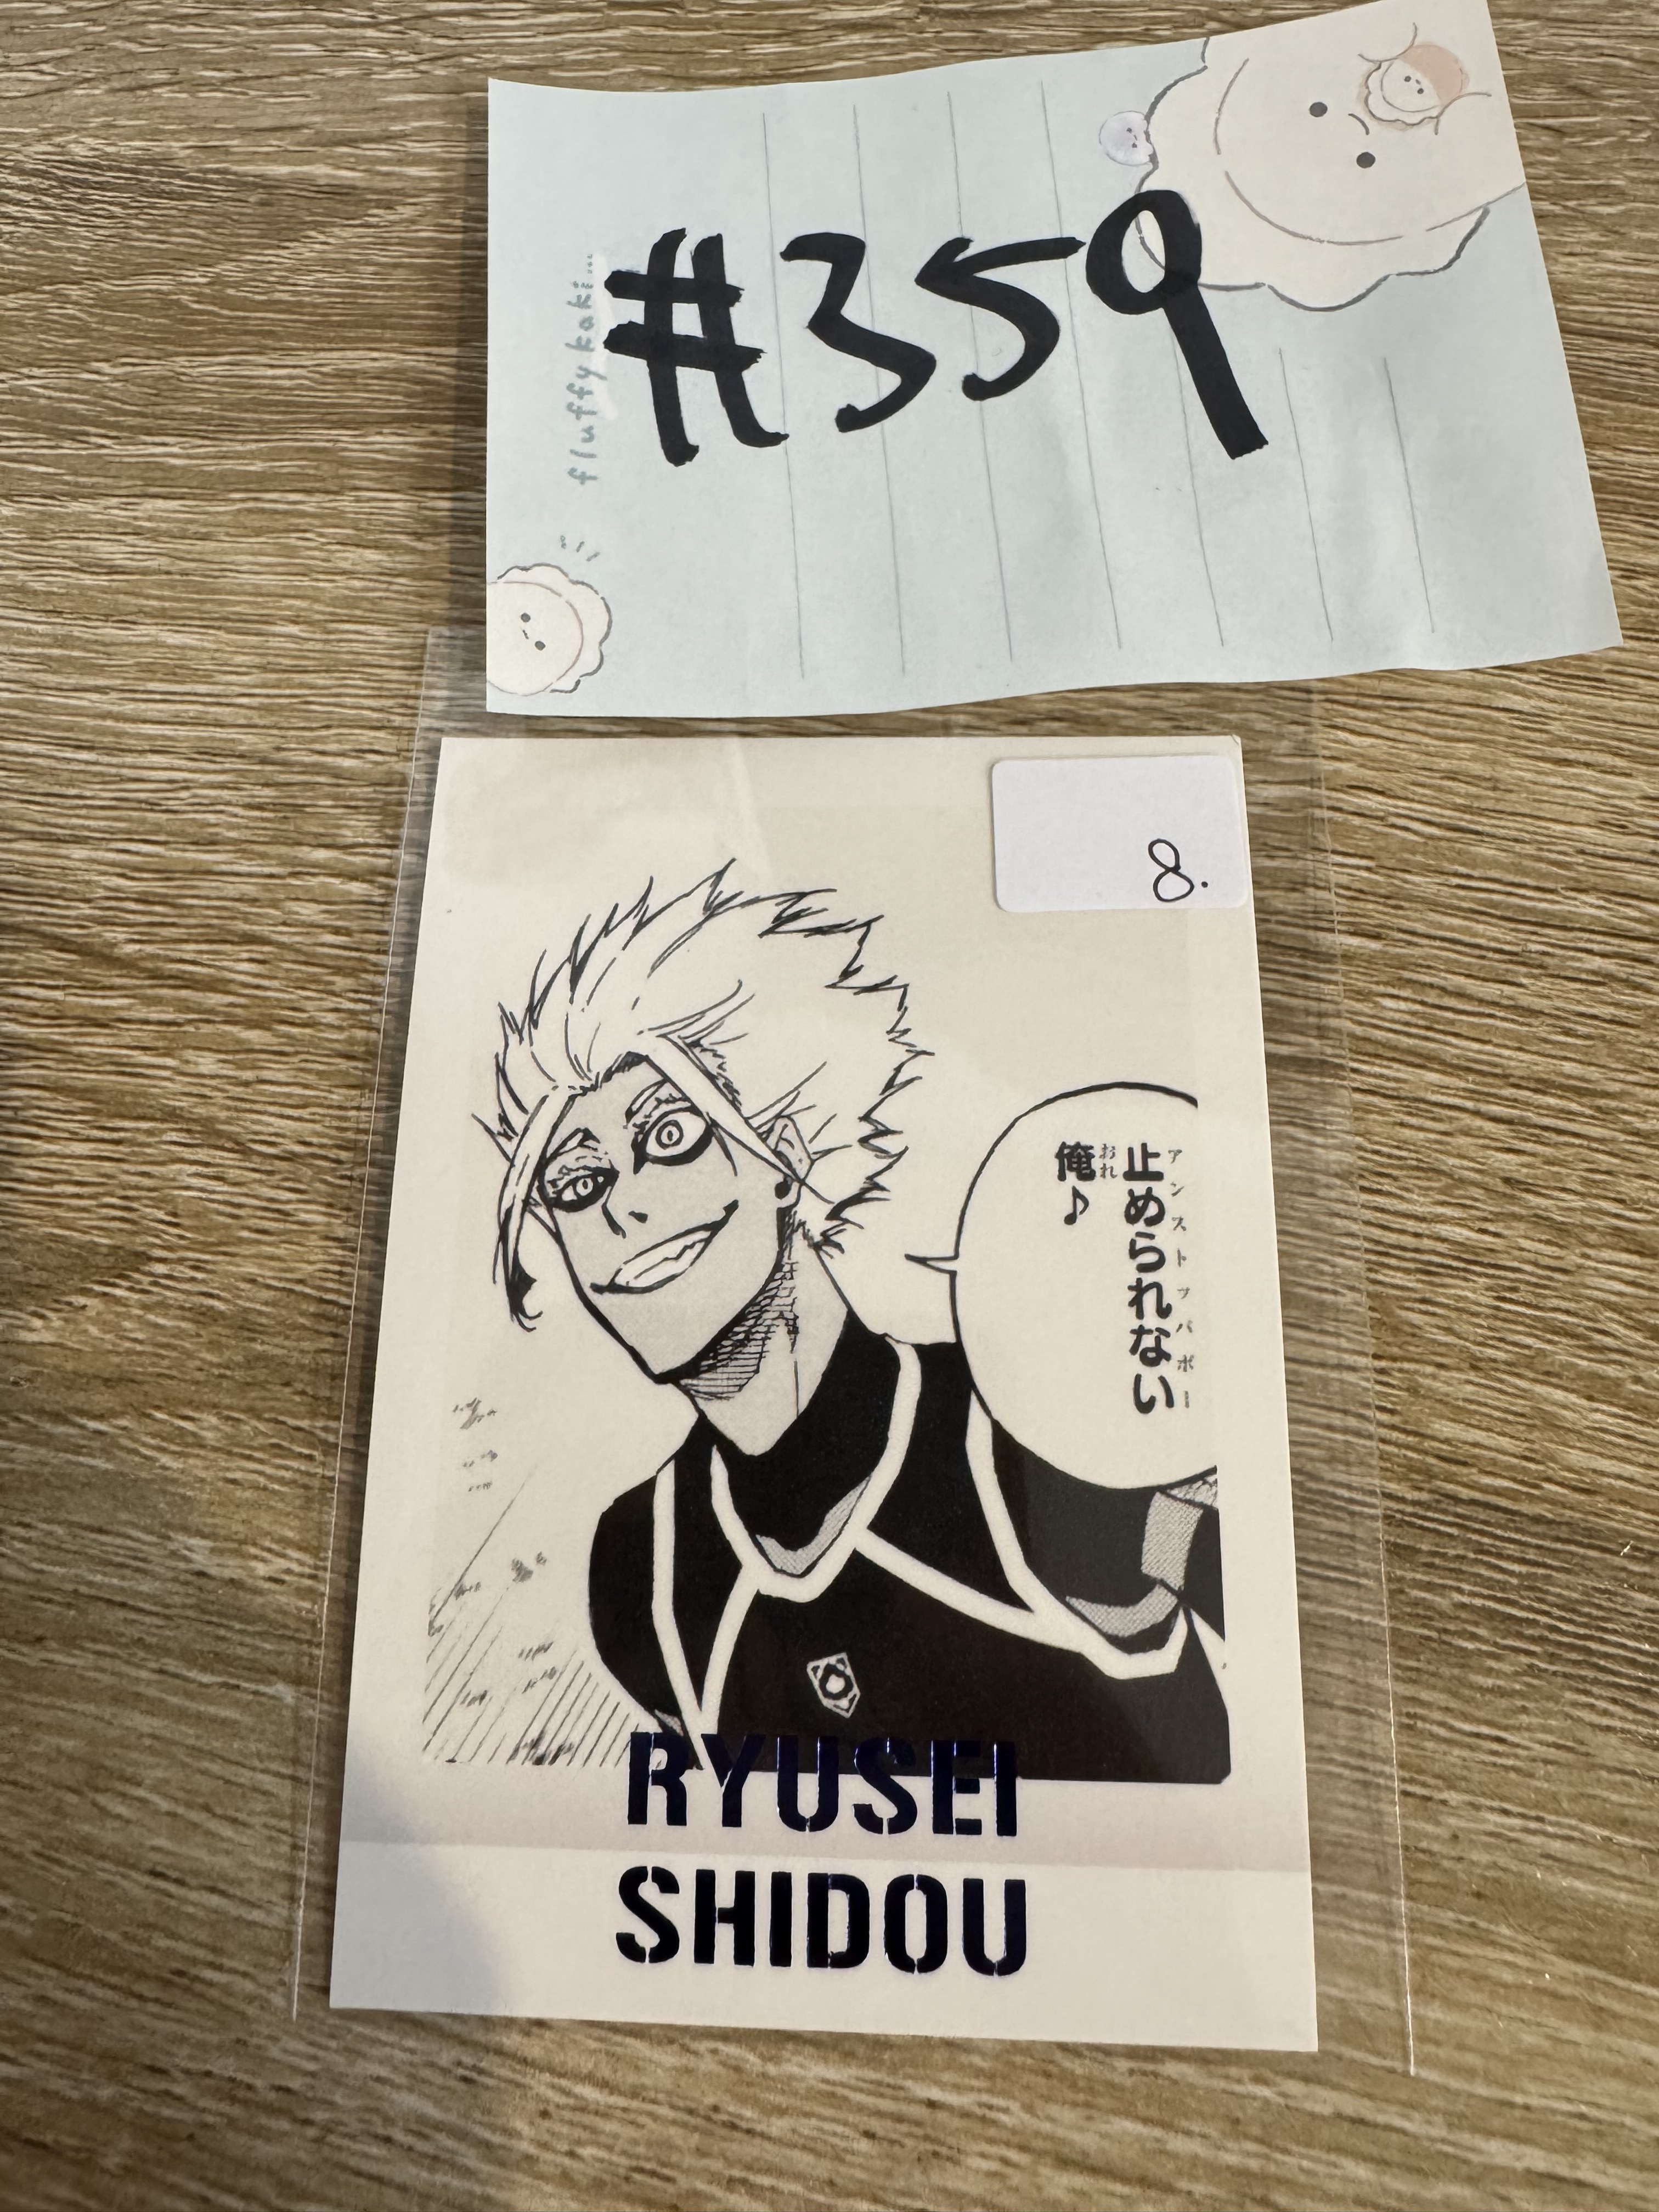 #359
fluffy kaki...
8.
止められない
アンストッパボー
俺♪
おれ
RYUSEI
SHIDOU